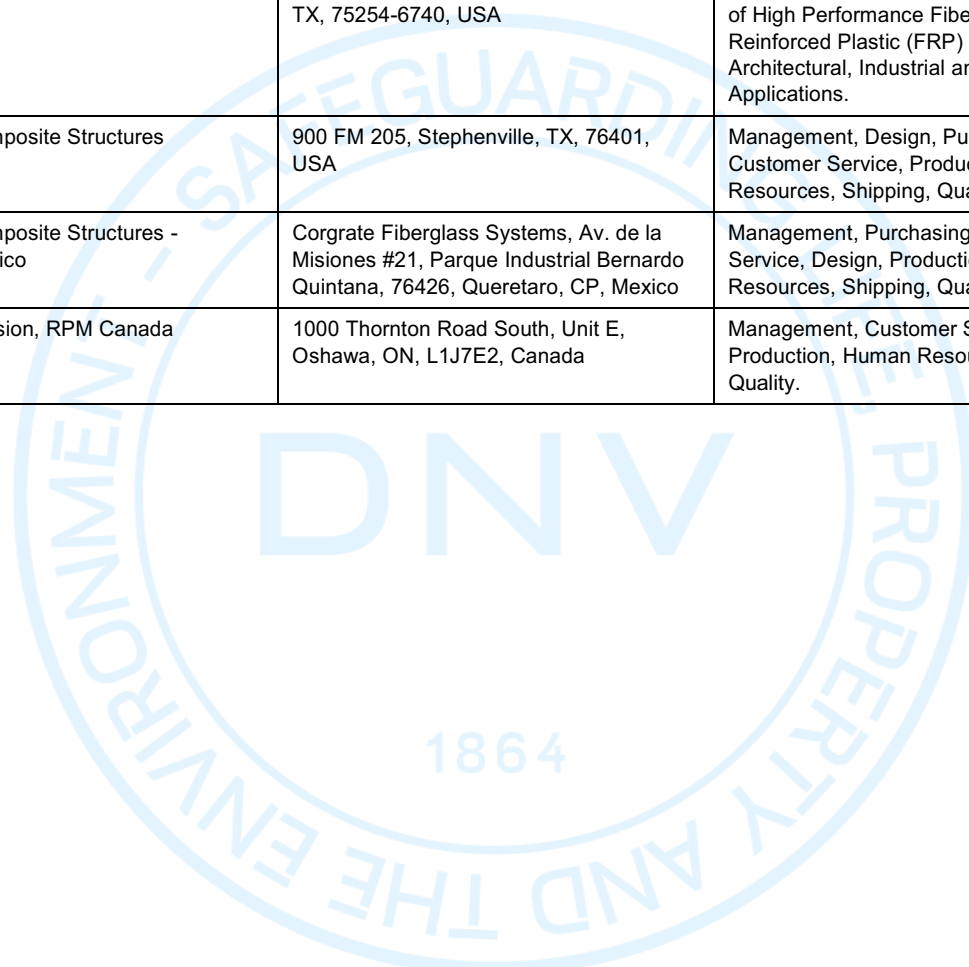 TX, 75254-6740, USA
of High Performance Fibe
Reinforced Plastic (FRP)
Architectural, Industrial an
Applications.
nposite Structures
900 FM 205, Stephenville, TX, 76401,
USA
Management, Design, Pu
Customer Service, Produc
Resources, Shipping, Qua
nposite Structures -
ico
Corgrate Fiberglass Systems, Av. de la
Misiones #21, Parque Industrial Bernardo
Quintana, 76426, Queretaro, CP, Mexico
Management, Purchasing
Service, Design, Producti
Resources, Shipping, Qua
sion, RPM Canada
1000 Thornton Road South, Unit E,
Oshawa, ON, L1J7E2, Canada
Management, Customer S
Production, Human Resou
Quality.
SAFEGUARDING LIFE, PROPERTY AND THE ENVIRONMENT -
DNV
1864